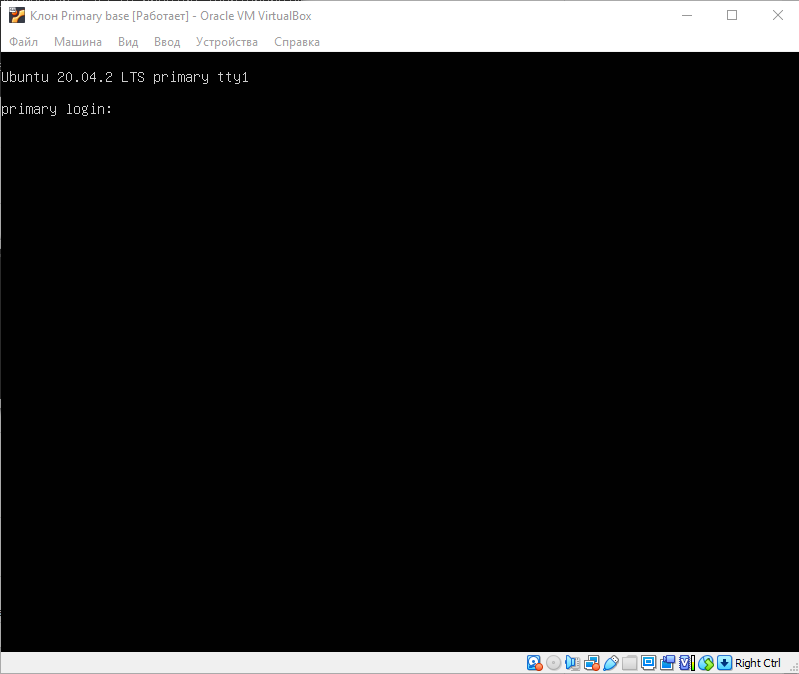 Клон Primary base [Работает] - Oracle VM VirtualBox
Файл Машина Вид Ввод Устройства Справка
Ubuntu 20.04.2 LTS primary tty1
primary login:
Right Ctrl